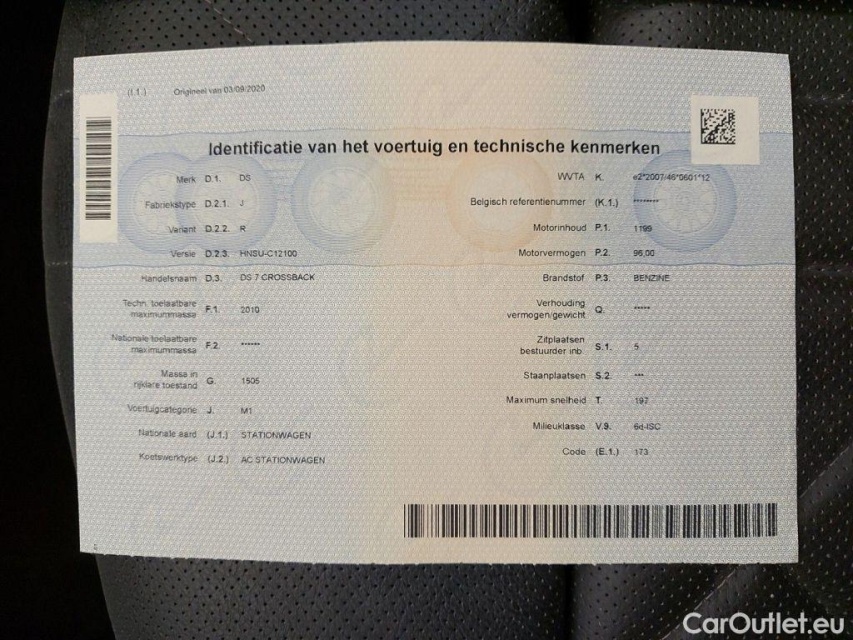 (I.1.) Origineel van 03/09/2020
Identificatie van het voertuig en technische kenmerken
Merk D.1. DS
Fabriekstype D.2.1. J
Variant D.2.2. R
Versie D.2.3. HNSU-C12100
Handelsnaam D.3. DS 7 CROSSBACK
Techn. toelaatbare
maximummassa F.1. 2010
Nationale toelaatbare
maximummassa F.2. ******
Massa in
rijklare toestand G. 1505
Voertuigcategorie J. M1
Nationale aard (J.1.) STATIONWAGEN
Koetswerktype (J.2.) AC STATIONWAGEN
WVTA K. e2*2007/46*0601*12
Belgisch referentienummer (K.1.) ********
Motorinhoud P.1. 1199
Motorvermogen P.2. 96,00
Brandstof P.3. BENZINE
Verhouding
vermogen/gewicht Q. *****
Zitplaatsen
bestuurder inb. S.1. 5
Staanplaatsen S.2. ***
Maximum snelheid T. 197
Milieuklasse V.9. 6d-ISC
Code (E.1.) 173
CarOutlet.eu